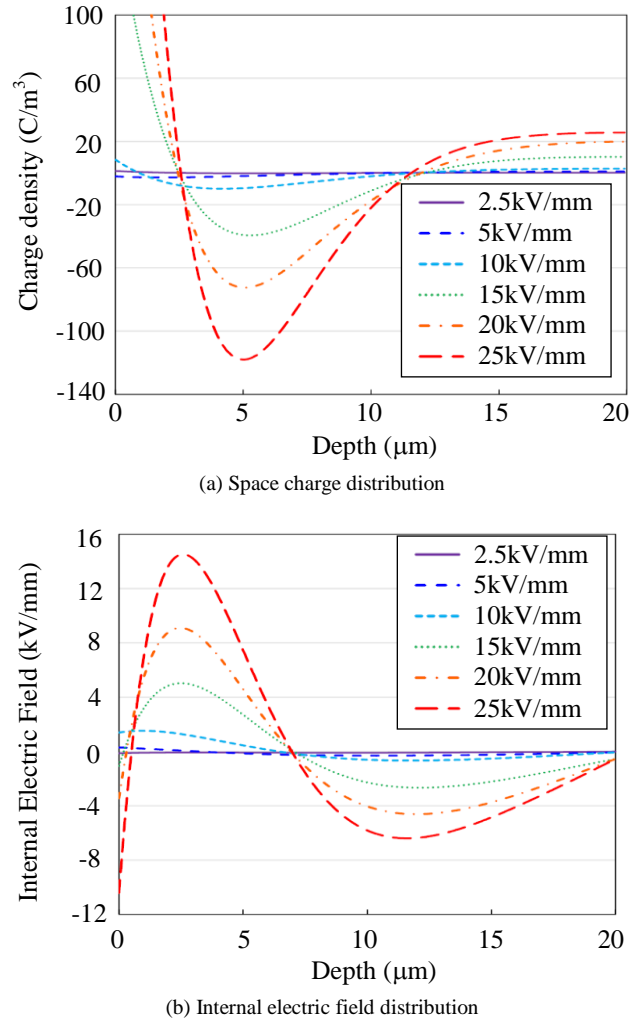 100
60
20
-20
-60
-100
-140
Charge density (C/m³)
2.5kV/mm
5kV/mm
10kV/mm
15kV/mm
20kV/mm
25kV/mm
0 5 10 15 20
Depth (μm)
(a) Space charge distribution
16
12
8
4
0
-4
-8
-12
Internal Electric Field (kV/mm)
2.5kV/mm
5kV/mm
10kV/mm
15kV/mm
20kV/mm
25kV/mm
0 5 10 15 20
Depth (μm)
(b) Internal electric field distribution